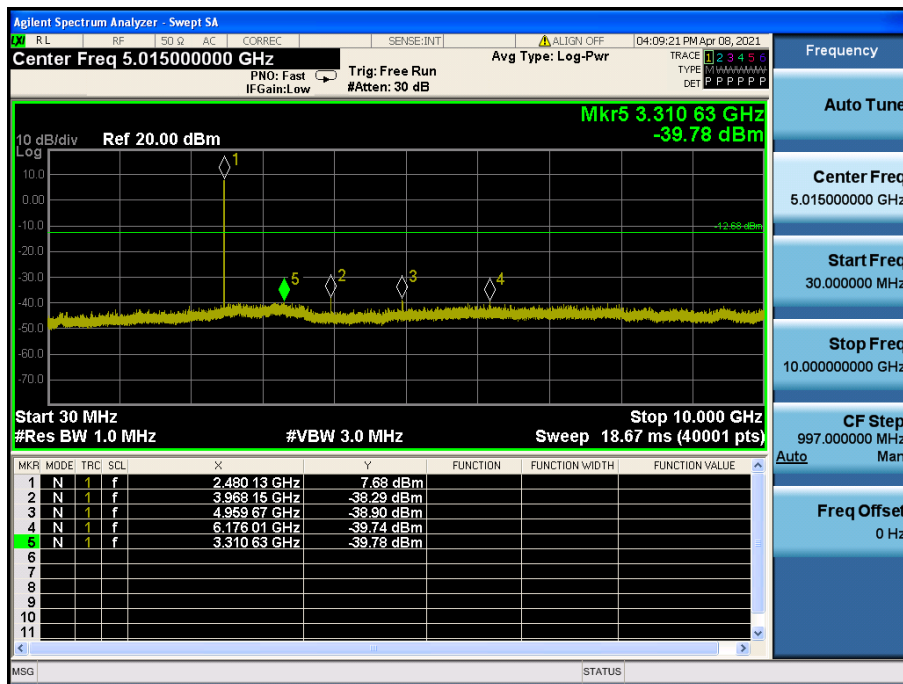 Agilent Spectrum Analyzer - Swept SA
LXI RL RF 50 Ω AC CORREC SENSE:INT ALIGN OFF 04:09:21 PM Apr 08, 2021
Center Freq 5.015000000 GHz
PNO: Fast
IFGain:Low
Trig: Free Run
#Atten: 30 dB
Avg Type: Log-Pwr
TRACE 1 2 3 4 5 6
TYPE M WWWWW
DET P P P P P P
Mkr5 3.310 63 GHz
-39.78 dBm
10 dB/div Ref 20.00 dBm
Log
10.0
0.00
-10.0
-20.0
-30.0
-40.0
-50.0
-60.0
-70.0
1
-12.68 dBm
5
2
3
4
Start 30 MHz Stop 10.000 GHz
#Res BW 1.0 MHz #VBW 3.0 MHz Sweep 18.67 ms (40001 pts)
MKR MODE TRC SCL X Y FUNCTION FUNCTION WIDTH FUNCTION VALUE
1 N 1 f 2.480 13 GHz 7.68 dBm
2 N 1 f 3.968 15 GHz -38.29 dBm
3 N 1 f 4.959 67 GHz -38.90 dBm
4 N 1 f 6.176 01 GHz -39.74 dBm
5 N 1 f 3.310 63 GHz -39.78 dBm
6
7
8
9
10
11
MSG STATUS
Frequency
Auto Tune
Center Freq
5.015000000 GHz
Start Freq
30.000000 MHz
Stop Freq
10.000000000 GHz
CF Step
997.000000 MHz
Auto Man
Freq Offset
0 Hz